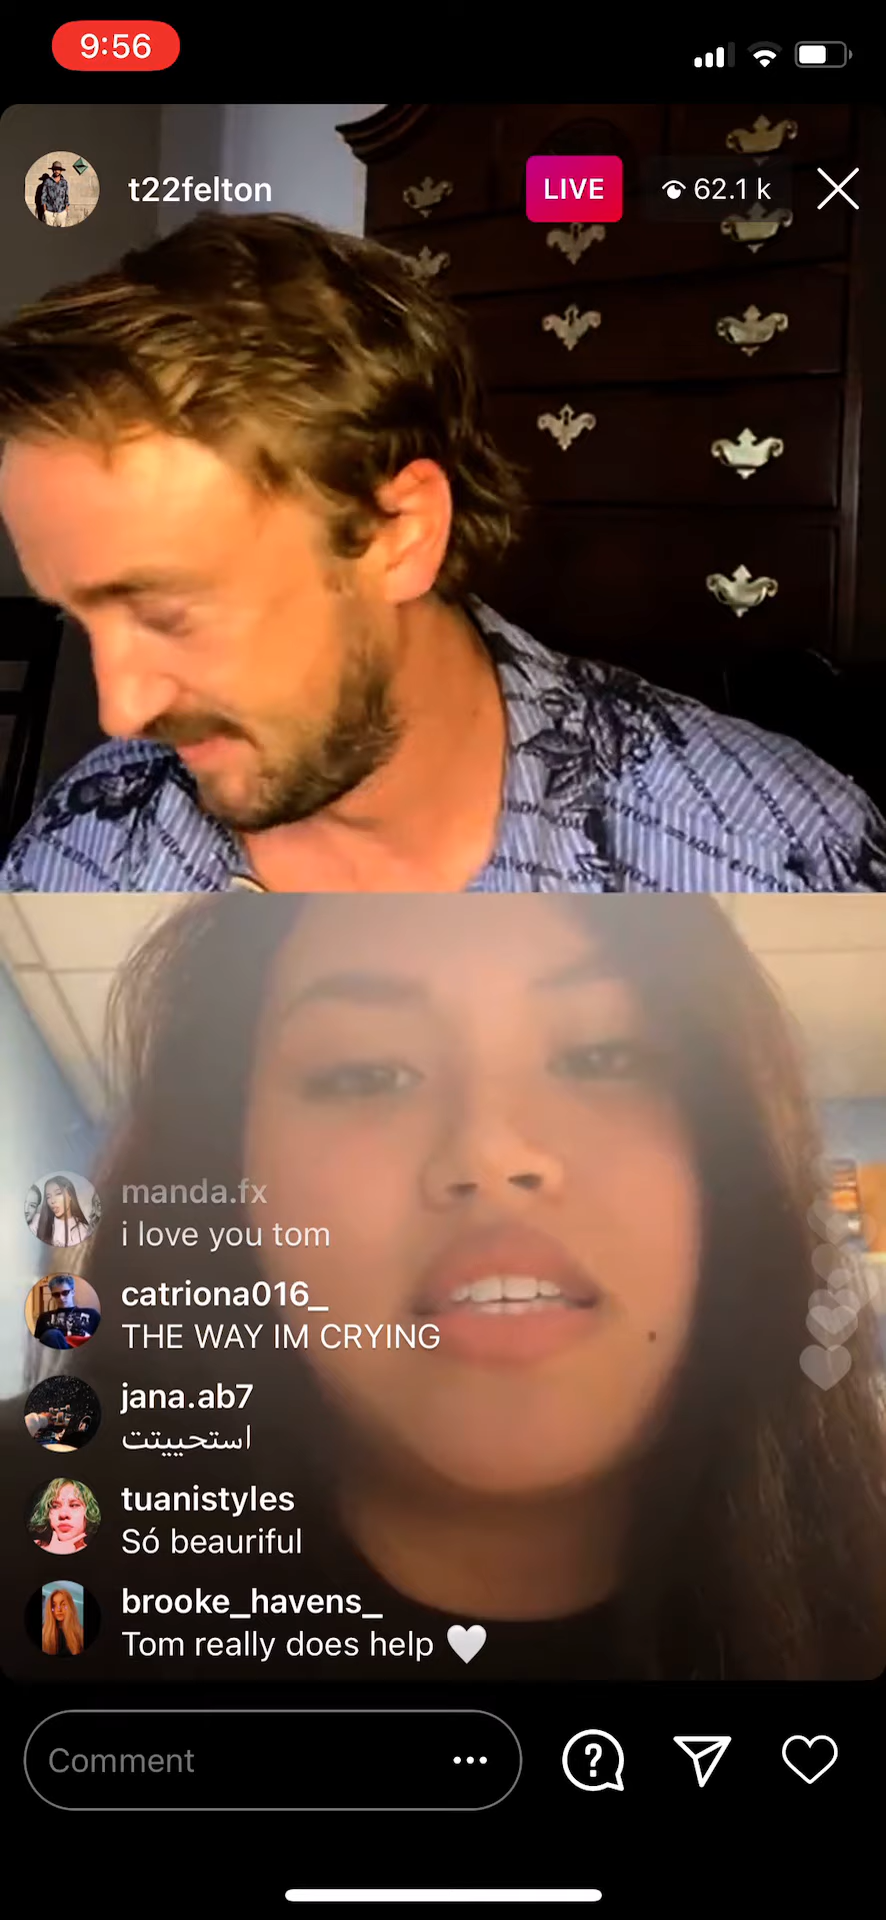 9:56
t22felton
LIVE
62.1 k
manda.fx
i love you tom
catriona016_
THE WAY IM CRYING
jana.ab7
استحييتت
tuanistyles
Só beauriful
brooke_havens_
Tom really does help 🤍
Comment